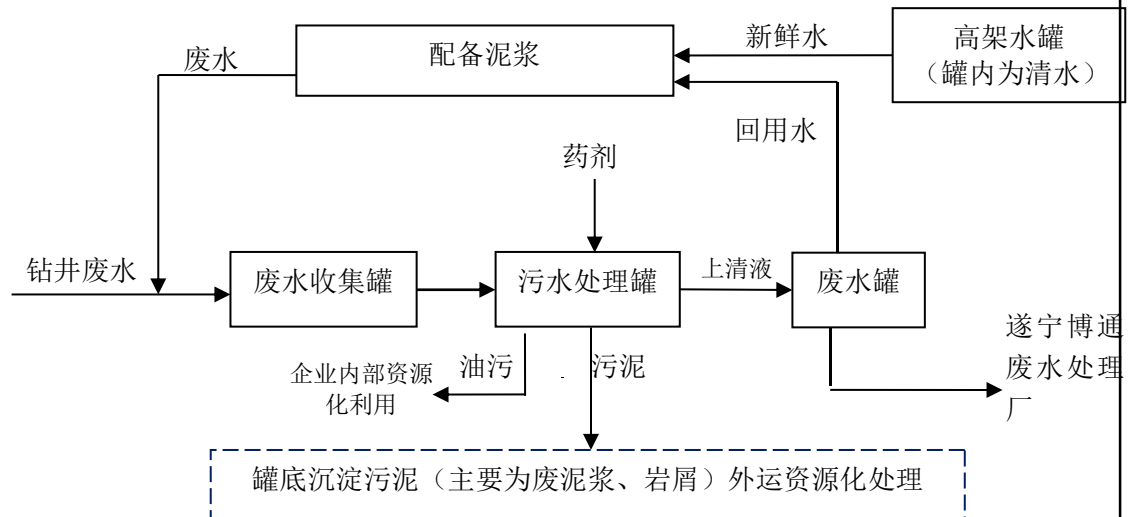 废水
配备泥浆
新鲜水
高架水罐
（罐内为清水）
回用水
药剂
钻井废水
废水收集罐
污水处理罐
上清液
废水罐
遂宁博通
废水处理
厂
企业内部资源
化利用
油污
污泥
罐底沉淀污泥（主要为废泥浆、岩屑）外运资源化处理